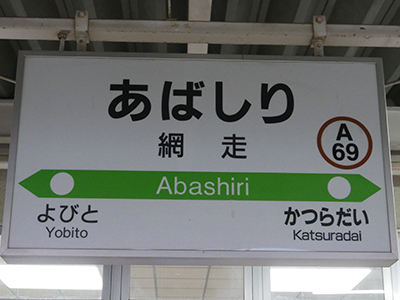 あばしり
網走
A
69
Abashiri
よびと
Yobito
かつらだい
Katsuradai